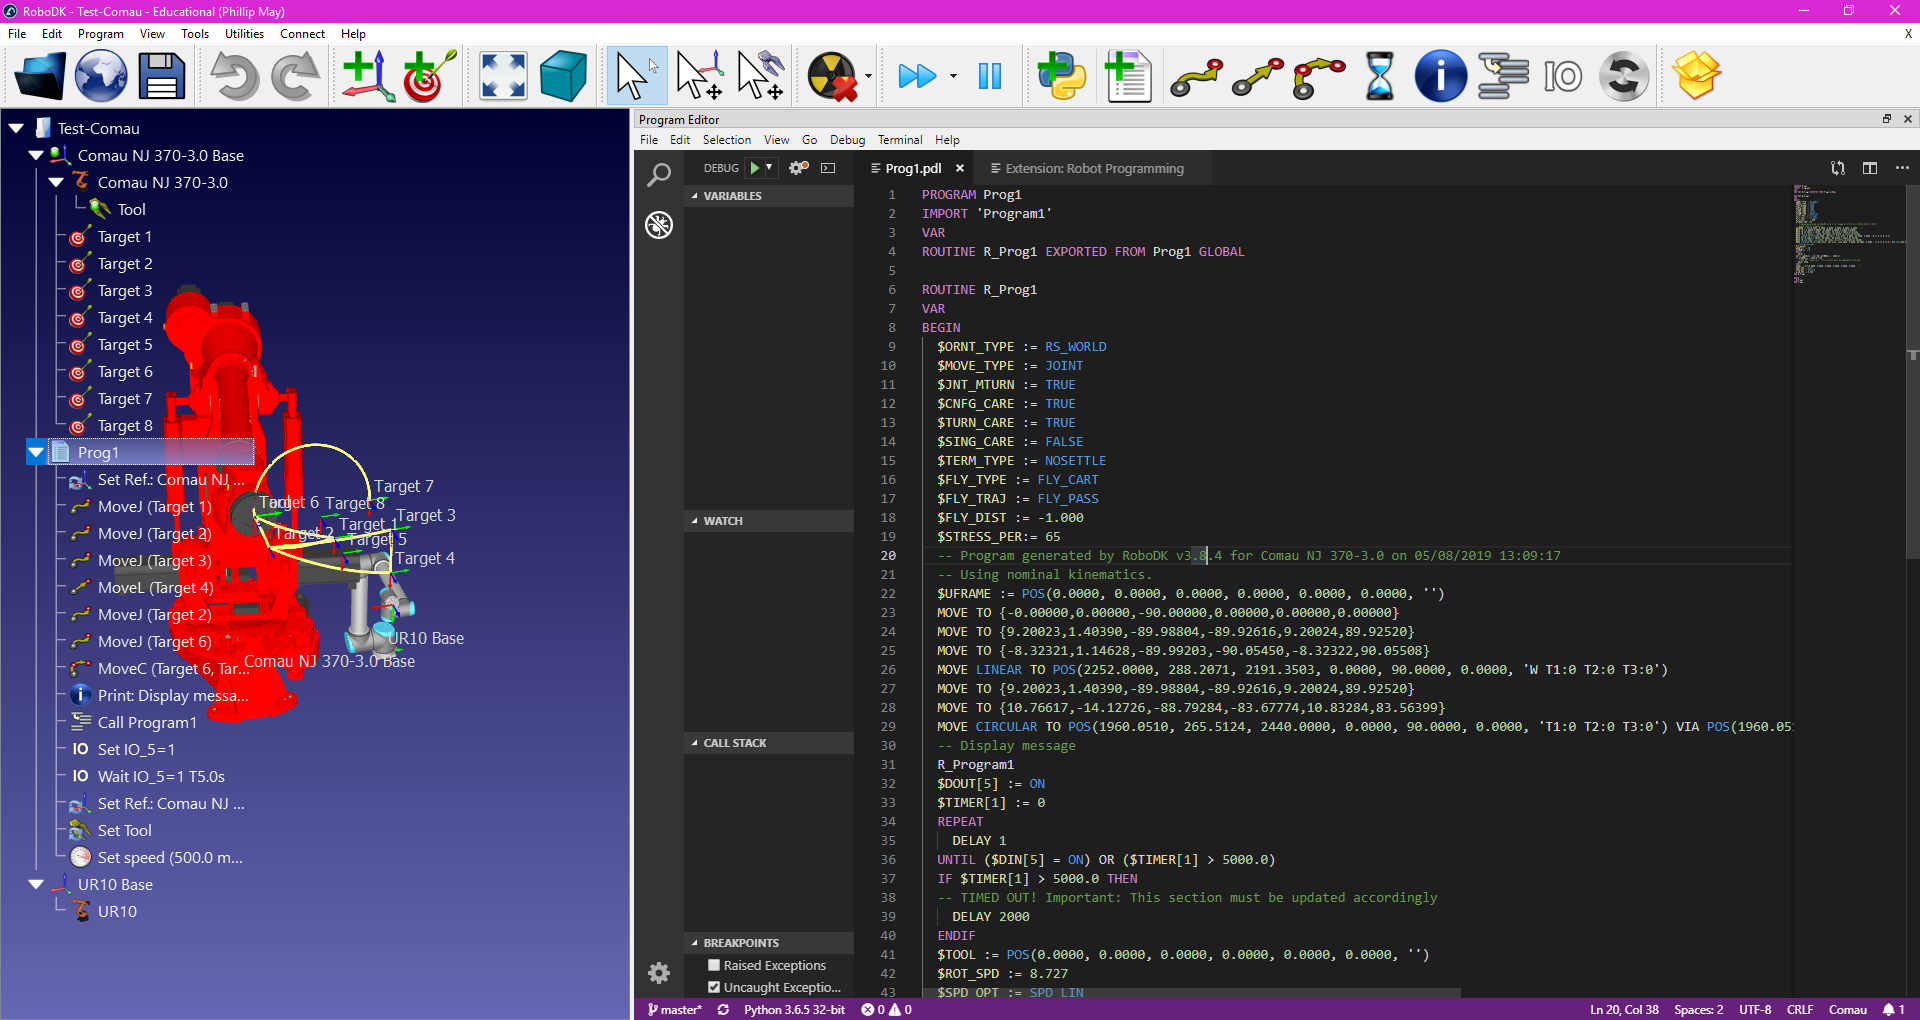 RoboDK - Test-Comau - Educational (Phillip May)
File Edit Program View Tools Utilities Connect Help X
IO
Test-Comau
Comau NJ 370-3.0 Base
Comau NJ 370-3.0
Tool
Target 1
Target 2
Target 3
Target 4
Target 5
Target 6
Target 7
Target 8
Prog1
Set Ref.: Comau NJ ...
MoveJ (Target 1)
MoveJ (Target 2)
MoveJ (Target 3)
MoveL (Target 4)
MoveJ (Target 2)
MoveJ (Target 6)
MoveC (Target 6, Tar...
Print: Display messa...
Call Program1
IO Set IO_5=1
IO Wait IO_5=1 T5.0s
Set Ref.: Comau NJ ...
Set Tool
Set speed (500.0 m...
UR10 Base
UR10
Target 7
Target 6
Target 8
Target 3
Target 1
Target 2
Target 5
Target 4
UR10 Base
Comau NJ 370-3.0 Base
Program Editor
File Edit Selection View Go Debug Terminal Help
DEBUG
VARIABLES
WATCH
CALL STACK
BREAKPOINTS
Raised Exceptions
Uncaught Exceptio...
Prog1.pdl
Extension: Robot Programming
1 PROGRAM Prog1
2 IMPORT 'Program1'
3 VAR
4 ROUTINE R_Prog1 EXPORTED FROM Prog1 GLOBAL
5
6 ROUTINE R_Prog1
7 VAR
8 BEGIN
9 $ORNT_TYPE := RS_WORLD
10 $MOVE_TYPE := JOINT
11 $JNT_MTURN := TRUE
12 $CNFG_CARE := TRUE
13 $TURN_CARE := TRUE
14 $SING_CARE := FALSE
15 $TERM_TYPE := NOSETTLE
16 $FLY_TYPE := FLY_CART
17 $FLY_TRAJ := FLY_PASS
18 $FLY_DIST := -1.000
19 $STRESS_PER:= 65
20 -- Program generated by RoboDK v3.8.4 for Comau NJ 370-3.0 on 05/08/2019 13:09:17
21 -- Using nominal kinematics.
22 $UFRAME := POS(0.0000, 0.0000, 0.0000, 0.0000, 0.0000, 0.0000, '')
23 MOVE TO {-0.00000,0.00000,-90.00000,0.00000,0.00000,0.00000}
24 MOVE TO {9.20023,1.40390,-89.98804,-89.92616,9.20024,89.92520}
25 MOVE TO {-8.32321,1.14628,-89.99203,-90.05450,-8.32322,90.05508}
26 MOVE LINEAR TO POS(2252.0000, 288.2071, 2191.3503, 0.0000, 90.0000, 0.0000, 'W T1:0 T2:0 T3:0')
27 MOVE TO {9.20023,1.40390,-89.98804,-89.92616,9.20024,89.92520}
28 MOVE TO {10.76617,-14.12726,-88.79284,-83.67774,10.83284,83.56399}
29 MOVE CIRCULAR TO POS(1960.0510, 265.5124, 2440.0000, 0.0000, 90.0000, 0.0000, 'T1:0 T2:0 T3:0') VIA POS(1960.05
30 -- Display message
31 R_Program1
32 $DOUT[5] := ON
33 $TIMER[1] := 0
34 REPEAT
35 DELAY 1
36 UNTIL ($DIN[5] = ON) OR ($TIMER[1] > 5000.0)
37 IF $TIMER[1] > 5000.0 THEN
38 -- TIMED OUT! Important: This section must be updated accordingly
39 DELAY 2000
40 ENDIF
41 $TOOL := POS(0.0000, 0.0000, 0.0000, 0.0000, 0.0000, 0.0000, '')
42 $ROT_SPD := 8.727
43 $SPD_OPT := SPD_LIN
master* Python 3.6.5 32-bit 0 0 Ln 20, Col 38 Spaces: 2 UTF-8 CRLF Comau 1